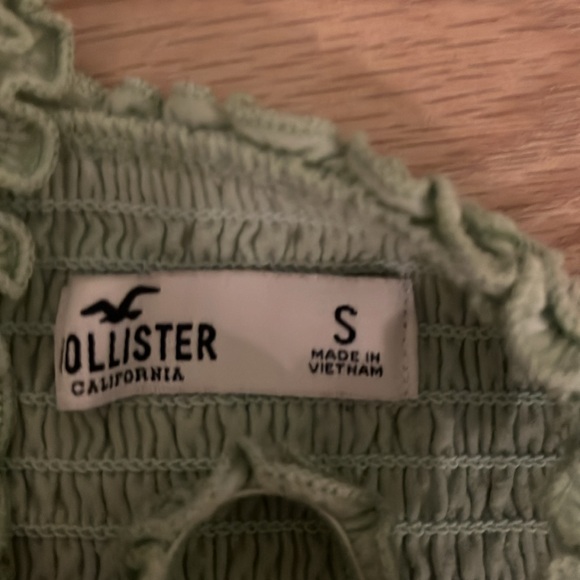 HOLLISTER
CALIFORNIA
S
MADE IN
VIETNAM